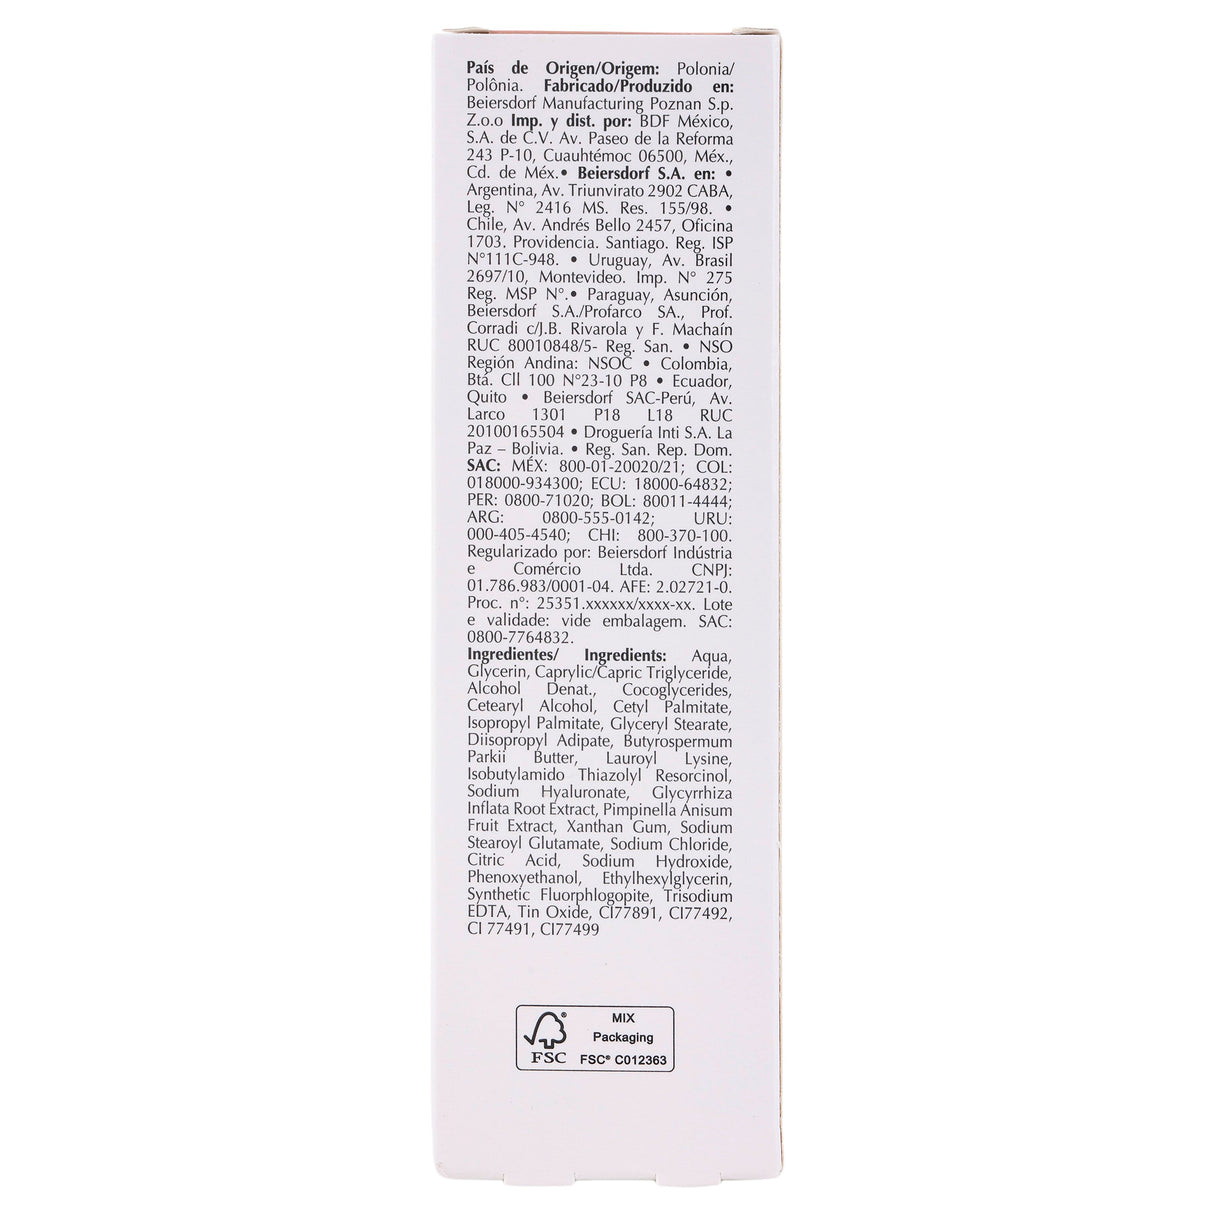 País de Origen/Origem: Polonia/
Polônia. Fabricado/Produzido en:
Beiersdorf Manufacturing Poznan S.p.
Z.o.o Imp. y dist. por: BDF México,
S.A. de C.V. Av. Paseo de la Reforma
243 P-10, Cuauhtémoc 06500, Méx.,
Cd. de Méx.• Beiersdorf S.A. en: •
Argentina, Av. Triunvirato 2902 CABA,
Leg. N° 2416 MS. Res. 155/98. •
Chile, Av. Andrés Bello 2457, Oficina
1703. Providencia. Santiago. Reg. ISP
N°111C-948. • Uruguay, Av. Brasil
2697/10, Montevideo. Imp. N° 275
Reg. MSP N°.• Paraguay, Asunción,
Beiersdorf S.A./Profarco SA., Prof.
Corradi c/J.B. Rivarola y F. Machaín
RUC 80010848/5- Reg. San. • NSO
Región Andina: NSOC • Colombia,
Btá. Cll 100 N°23-10 P8 • Ecuador,
Quito • Beiersdorf SAC-Perú, Av.
Larco 1301 P18 L18 RUC
20100165504 • Droguería Inti S.A. La
Paz – Bolivia. • Reg. San. Rep. Dom.
SAC: MÉX: 800-01-20020/21; COL:
018000-934300; ECU: 18000-64832;
PER: 0800-71020; BOL: 80011-4444;
ARG: 0800-555-0142; URU:
000-405-4540; CHI: 800-370-100.
Regularizado por: Beiersdorf Indústria
e Comércio Ltda. CNPJ:
01.786.983/0001-04. AFE: 2.02721-0.
Proc. n°: 25351.xxxxxx/xxxx-xx. Lote
e validade: vide embalagem. SAC:
0800-7764832.
Ingredientes/ Ingredients: Aqua,
Glycerin, Caprylic/Capric Triglyceride,
Alcohol Denat., Cocoglycerides,
Cetearyl Alcohol, Cetyl Palmitate,
Isopropyl Palmitate, Glyceryl Stearate,
Diisopropyl Adipate, Butyrospermum
Parkii Butter, Lauroyl Lysine,
Isobutylamido Thiazolyl Resorcinol,
Sodium Hyaluronate, Glycyrrhiza
Inflata Root Extract, Pimpinella Anisum
Fruit Extract, Xanthan Gum, Sodium
Stearoyl Glutamate, Sodium Chloride,
Citric Acid, Sodium Hydroxide,
Phenoxyethanol, Ethylhexylglycerin,
Synthetic Fluorphlogopite, Trisodium
EDTA, Tin Oxide, CI77891, CI77492,
CI 77491, CI77499
FSC
MIX
Packaging
FSC® C012363